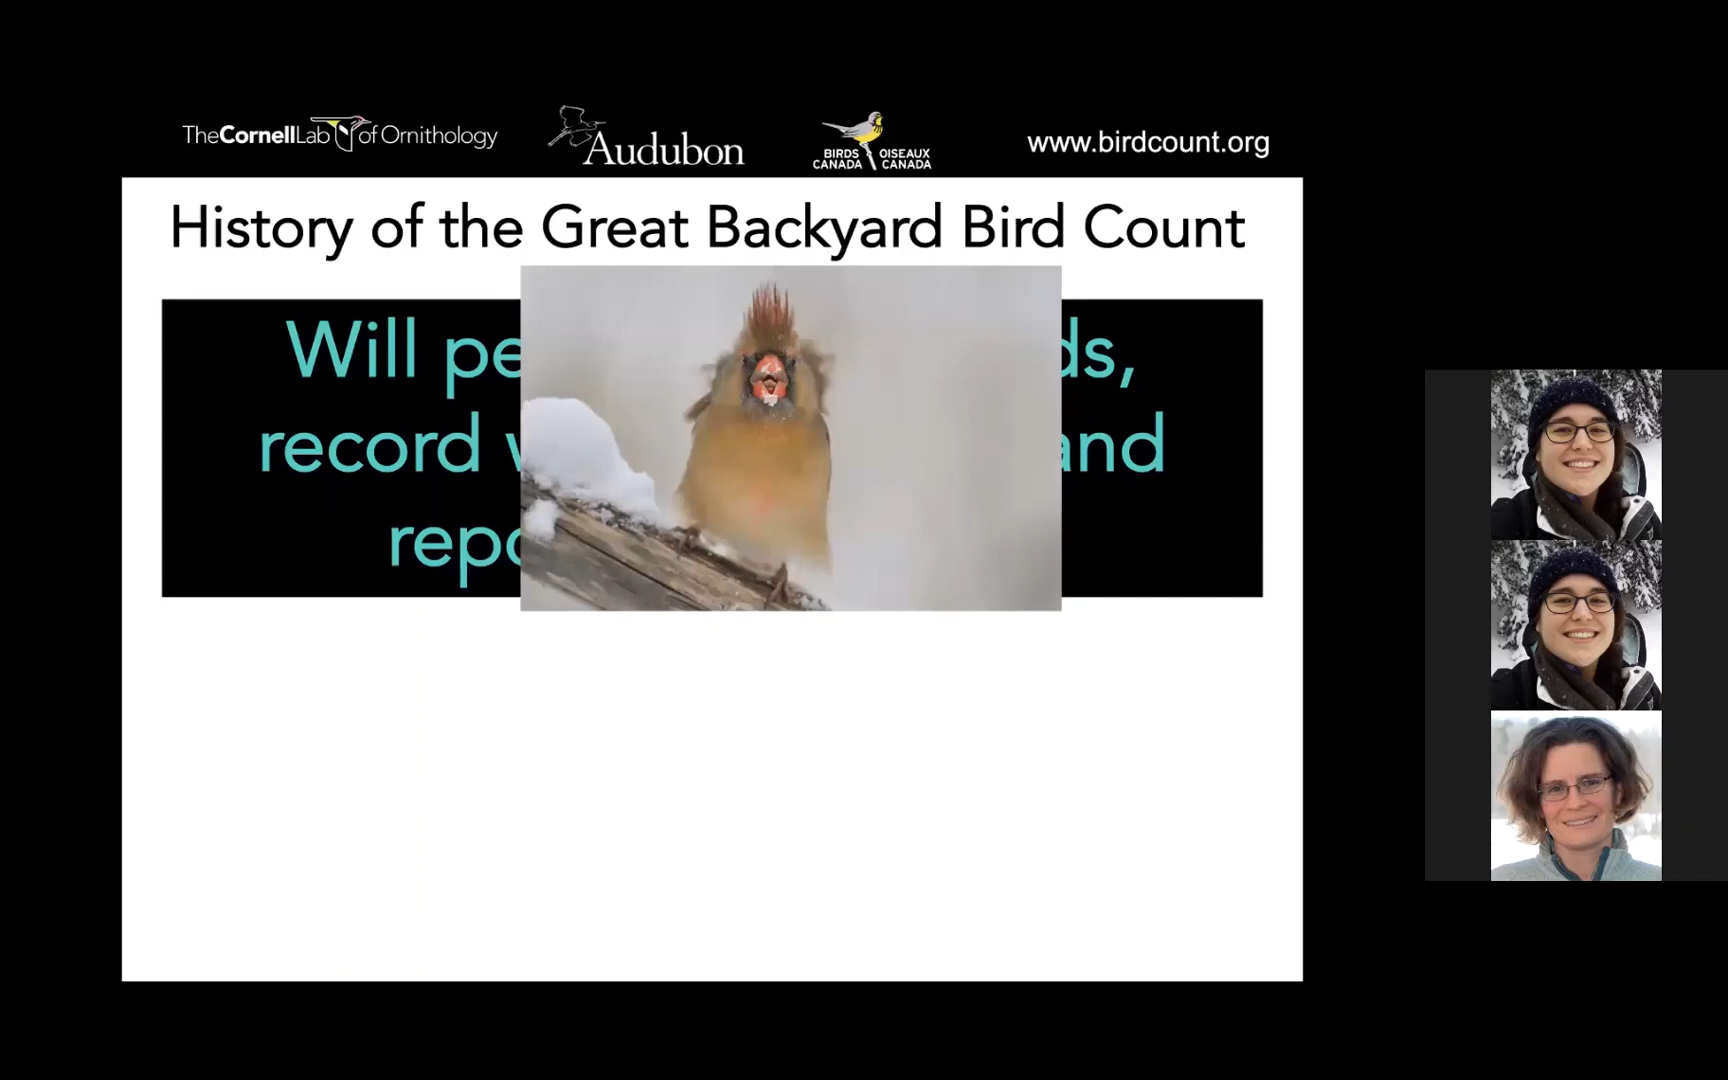 TheCornellLab of Ornithology
Audubon
BIRDS CANADA
OISEAUX CANADA
www.birdcount.org
History of the Great Backyard Bird Count
Will pe ds,
record w and
repo